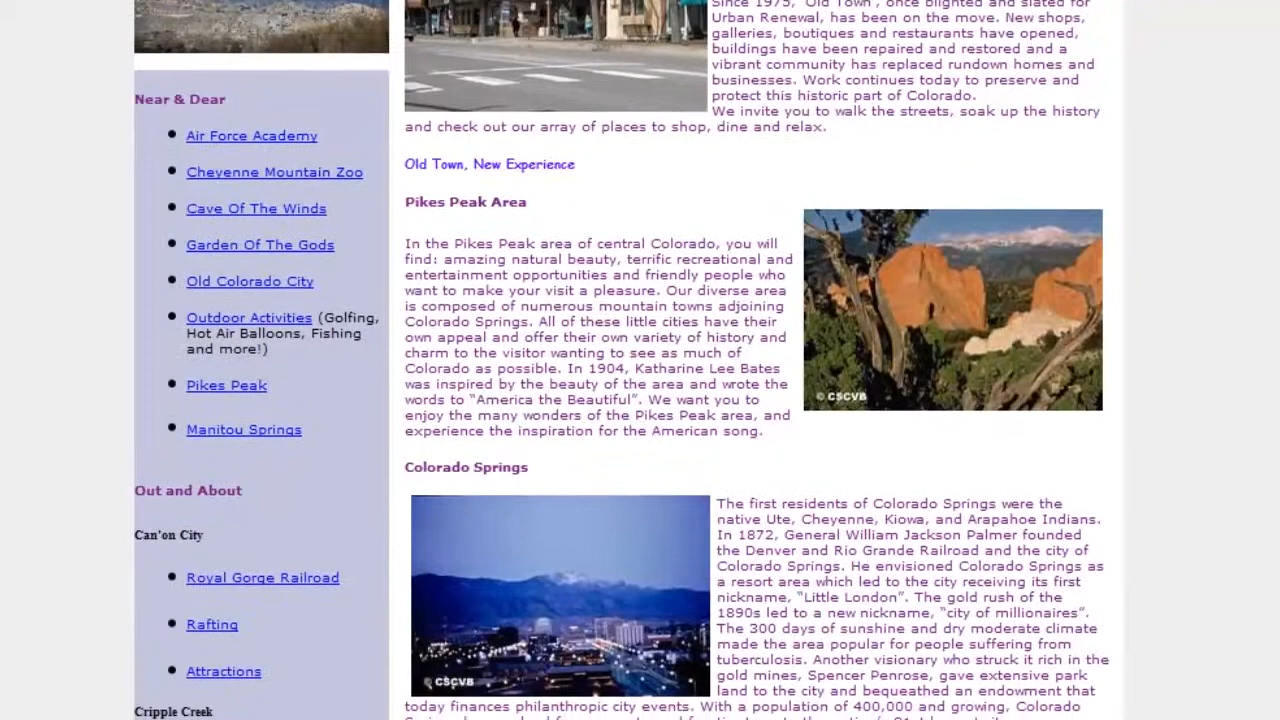 Near & Dear
Air Force Academy
Cheyenne Mountain Zoo
Cave Of The Winds
Garden Of The Gods
Old Colorado City
Outdoor Activities (Golfing,
Hot Air Balloons, Fishing
and more!)
Pikes Peak
Manitou Springs
Out and About
Can'on City
Royal Gorge Railroad
Rafting
Attractions
Cripple Creek
Since 1975, "Old Town", once blighted and slated for
Urban Renewal, has been on the move. New shops,
galleries, boutiques and restaurants have opened,
buildings have been repaired and restored and a
vibrant community has replaced rundown homes and
businesses. Work continues today to preserve and
protect this historic part of Colorado.
We invite you to walk the streets, soak up the history
and check out our array of places to shop, dine and relax.
Old Town, New Experience
Pikes Peak Area
In the Pikes Peak area of central Colorado, you will
find: amazing natural beauty, terrific recreational and
entertainment opportunities and friendly people who
want to make your visit a pleasure. Our diverse area
is composed of numerous mountain towns adjoining
Colorado Springs. All of these little cities have their
own appeal and offer their own variety of history and
charm to the visitor wanting to see as much of
Colorado as possible. In 1904, Katharine Lee Bates
was inspired by the beauty of the area and wrote the
words to “America the Beautiful”. We want you to
enjoy the many wonders of the Pikes Peak area, and
experience the inspiration for the American song.
© CSCVB
Colorado Springs
© CSCVB
The first residents of Colorado Springs were the
native Ute, Cheyenne, Kiowa, and Arapahoe Indians.
In 1872, General William Jackson Palmer founded
the Denver and Rio Grande Railroad and the city of
Colorado Springs. He envisioned Colorado Springs as
a resort area which led to the city receiving its first
nickname, “Little London”. The gold rush of the
1890s led to a new nickname, “city of millionaires”.
The 300 days of sunshine and dry moderate climate
made the area popular for people suffering from
tuberculosis. Another visionary who struck it rich in the
gold mines, Spencer Penrose, gave extensive park
land to the city and bequeathed an endowment that
today finances philanthropic city events. With a population of 400,000 and growing, Colorado